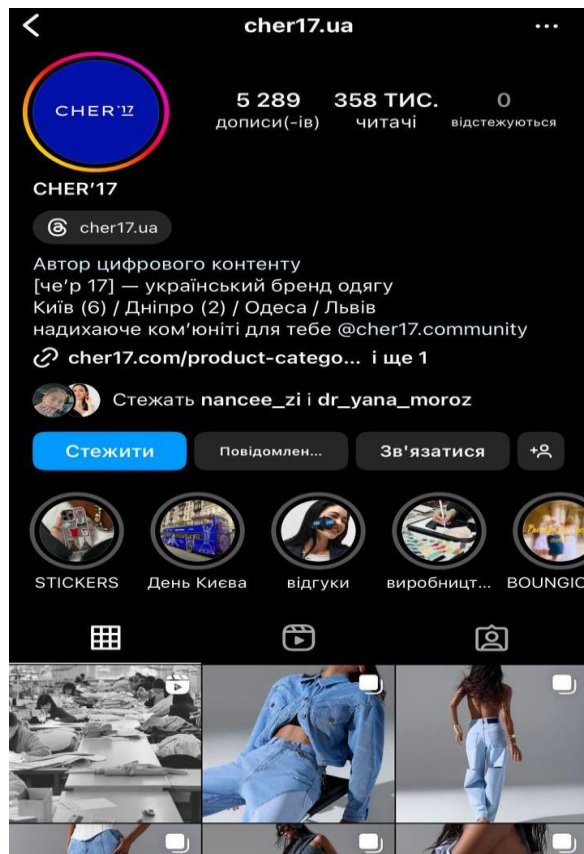 cher17.ua
CHER'17
5 289 358 ТИС. 0
дописи(-ів) читачі відстежуються
CHER’17
cher17.ua
Автор цифрового контенту
[че'р 17] — український бренд одягу
Київ (6) / Дніпро (2) / Одеса / Львів
надихаюче ком’юніті для тебе @cher17.community
cher17.com/product-catego... і ще 1
Стежать nancee_zi і dr_yana_moroz
Стежити Повідомлен... Зв'язатися
STICKERS День Києва відгуки виробницт... BOUNGIO